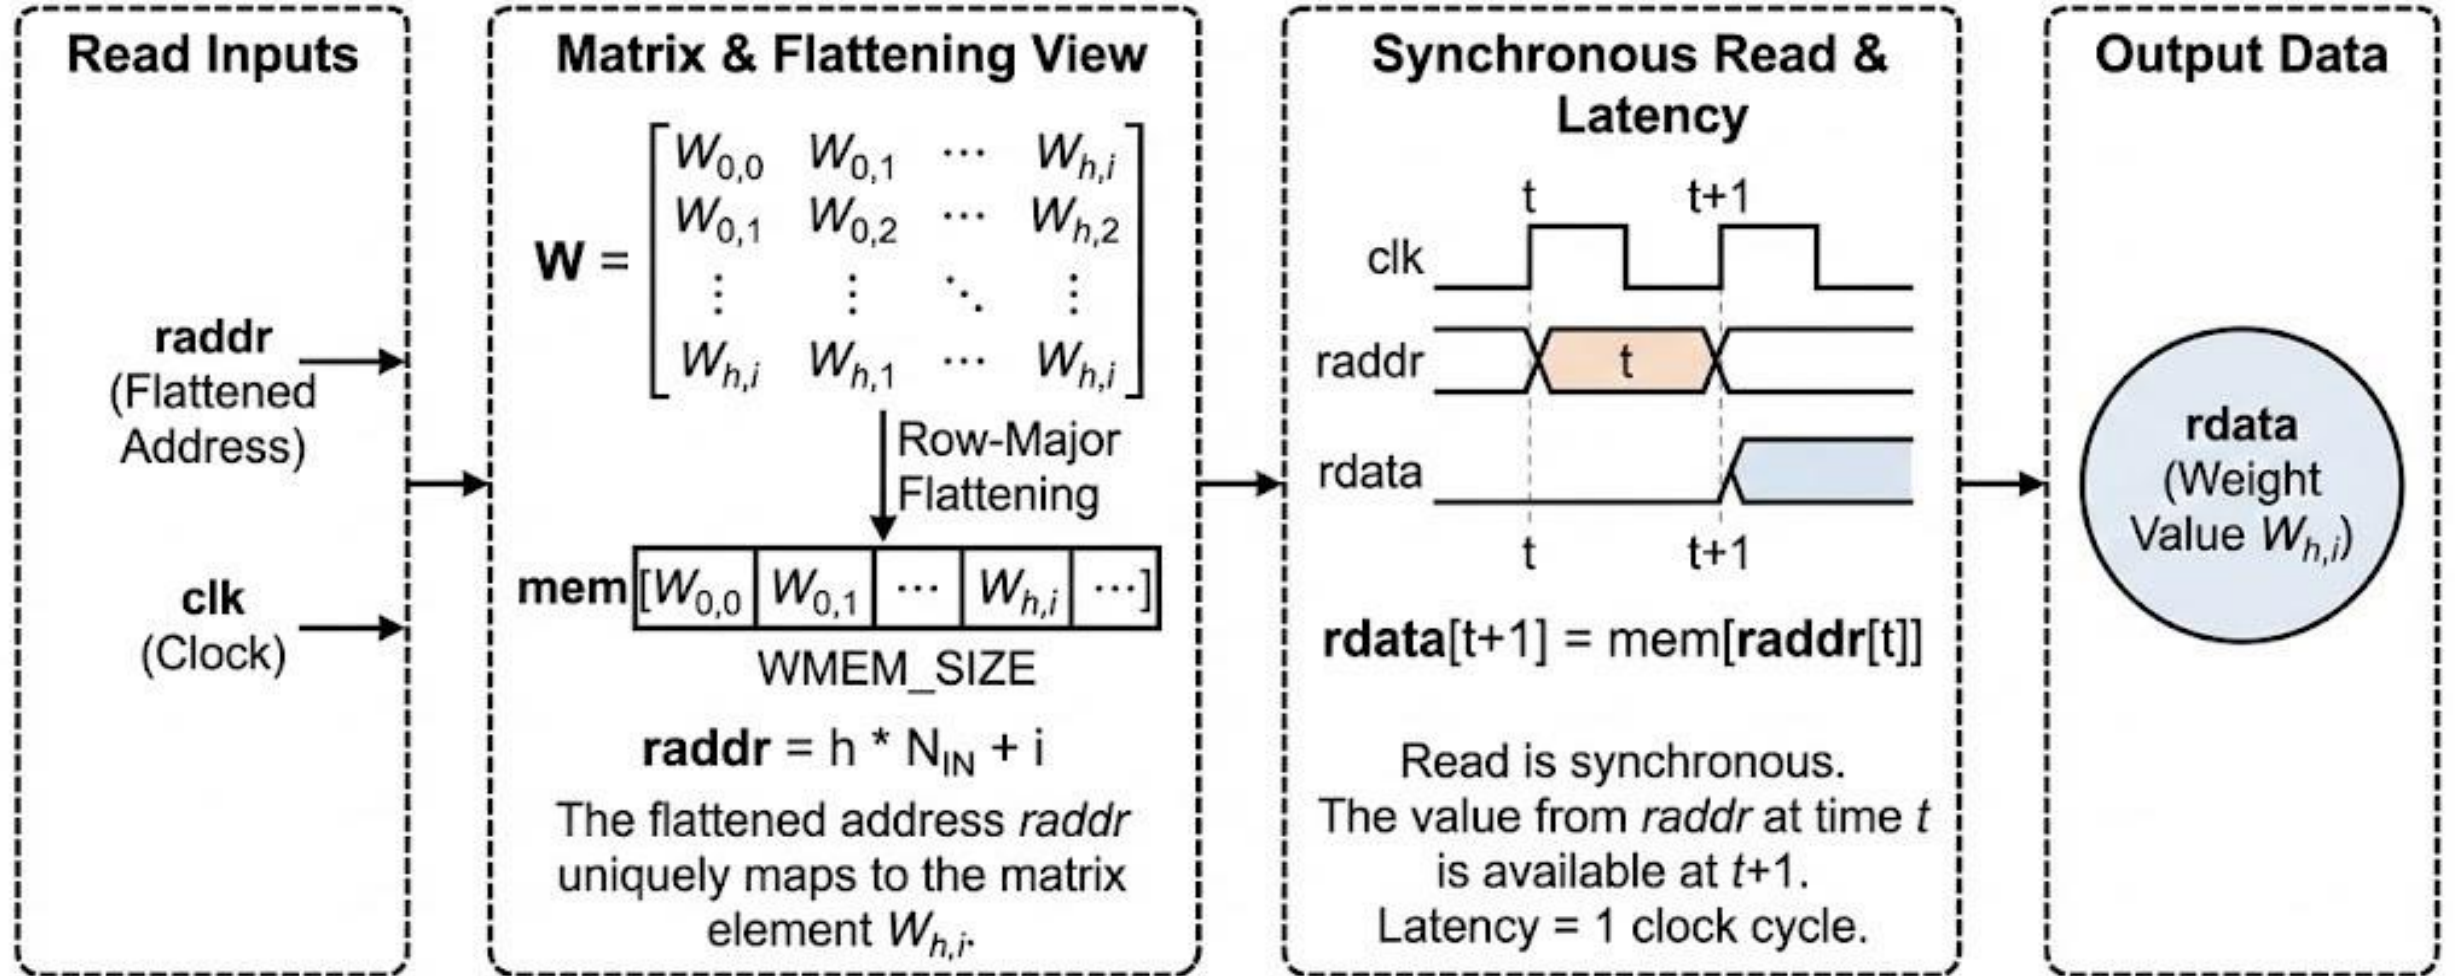 Read Inputs
raddr
(Flattened
Address)
clk
(Clock)
Matrix & Flattening View
W =
W0,0 W0,1 ⋯ Wh,i
W0,1 W0,2 ⋯ Wh,2
⋮ ⋮ ⋱ ⋮
Wh,i Wh,1 ⋯ Wh,i
Row-Major
Flattening
mem [W0,0 W0,1 ⋯ Wh,i ⋯]
WMEM_SIZE
raddr = h * NIN + i
The flattened address raddr
uniquely maps to the matrix
element Wh,i.
Synchronous Read &
Latency
t t+1
clk
raddr t
rdata
t t+1
rdata[t+1] = mem[raddr[t]]
Read is synchronous.
The value from raddr at time t
is available at t+1.
Latency = 1 clock cycle.
Output Data
rdata
(Weight
Value Wh,i)